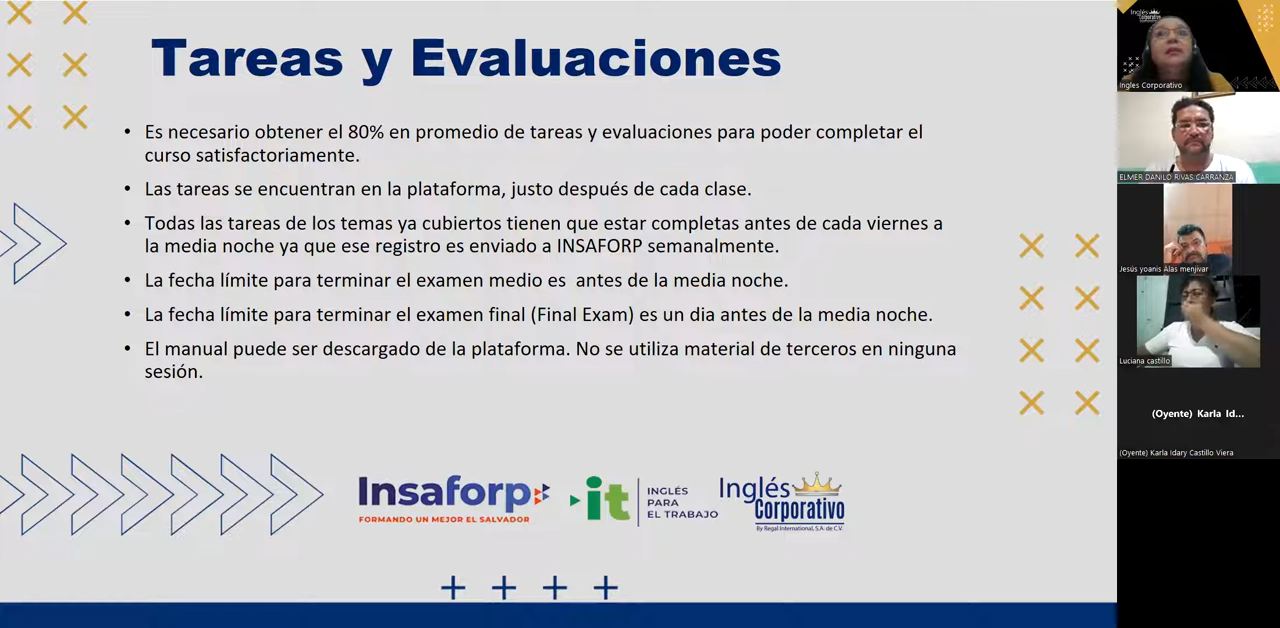 Tareas y Evaluaciones
• Es necesario obtener el 80% en promedio de tareas y evaluaciones para poder completar el
curso satisfactoriamente.
• Las tareas se encuentran en la plataforma, justo después de cada clase.
• Todas las tareas de los temas ya cubiertos tienen que estar completas antes de cada viernes a
la media noche ya que ese registro es enviado a INSAFORP semanalmente.
• La fecha límite para terminar el examen medio es  antes de la media noche.
• La fecha límite para terminar el examen final (Final Exam) es un dia antes de la media noche.
• El manual puede ser descargado de la plataforma. No se utiliza material de terceros en ninguna
sesión.
Insaforp
FORMANDO UN MEJOR EL SALVADOR
it
INGLÉS
PARA
EL TRABAJO
Inglés
Corporativo
By Regal International, S.A. de C.V.
Inglés
Corporativo
Ingles Corporativo
ELMER DANILO RIVAS CARRANZA
Jesús yoanis Alas menjivar
Luciana castillo
(Oyente) Karla Id...
(Oyente) Karla Idary Castillo Viera